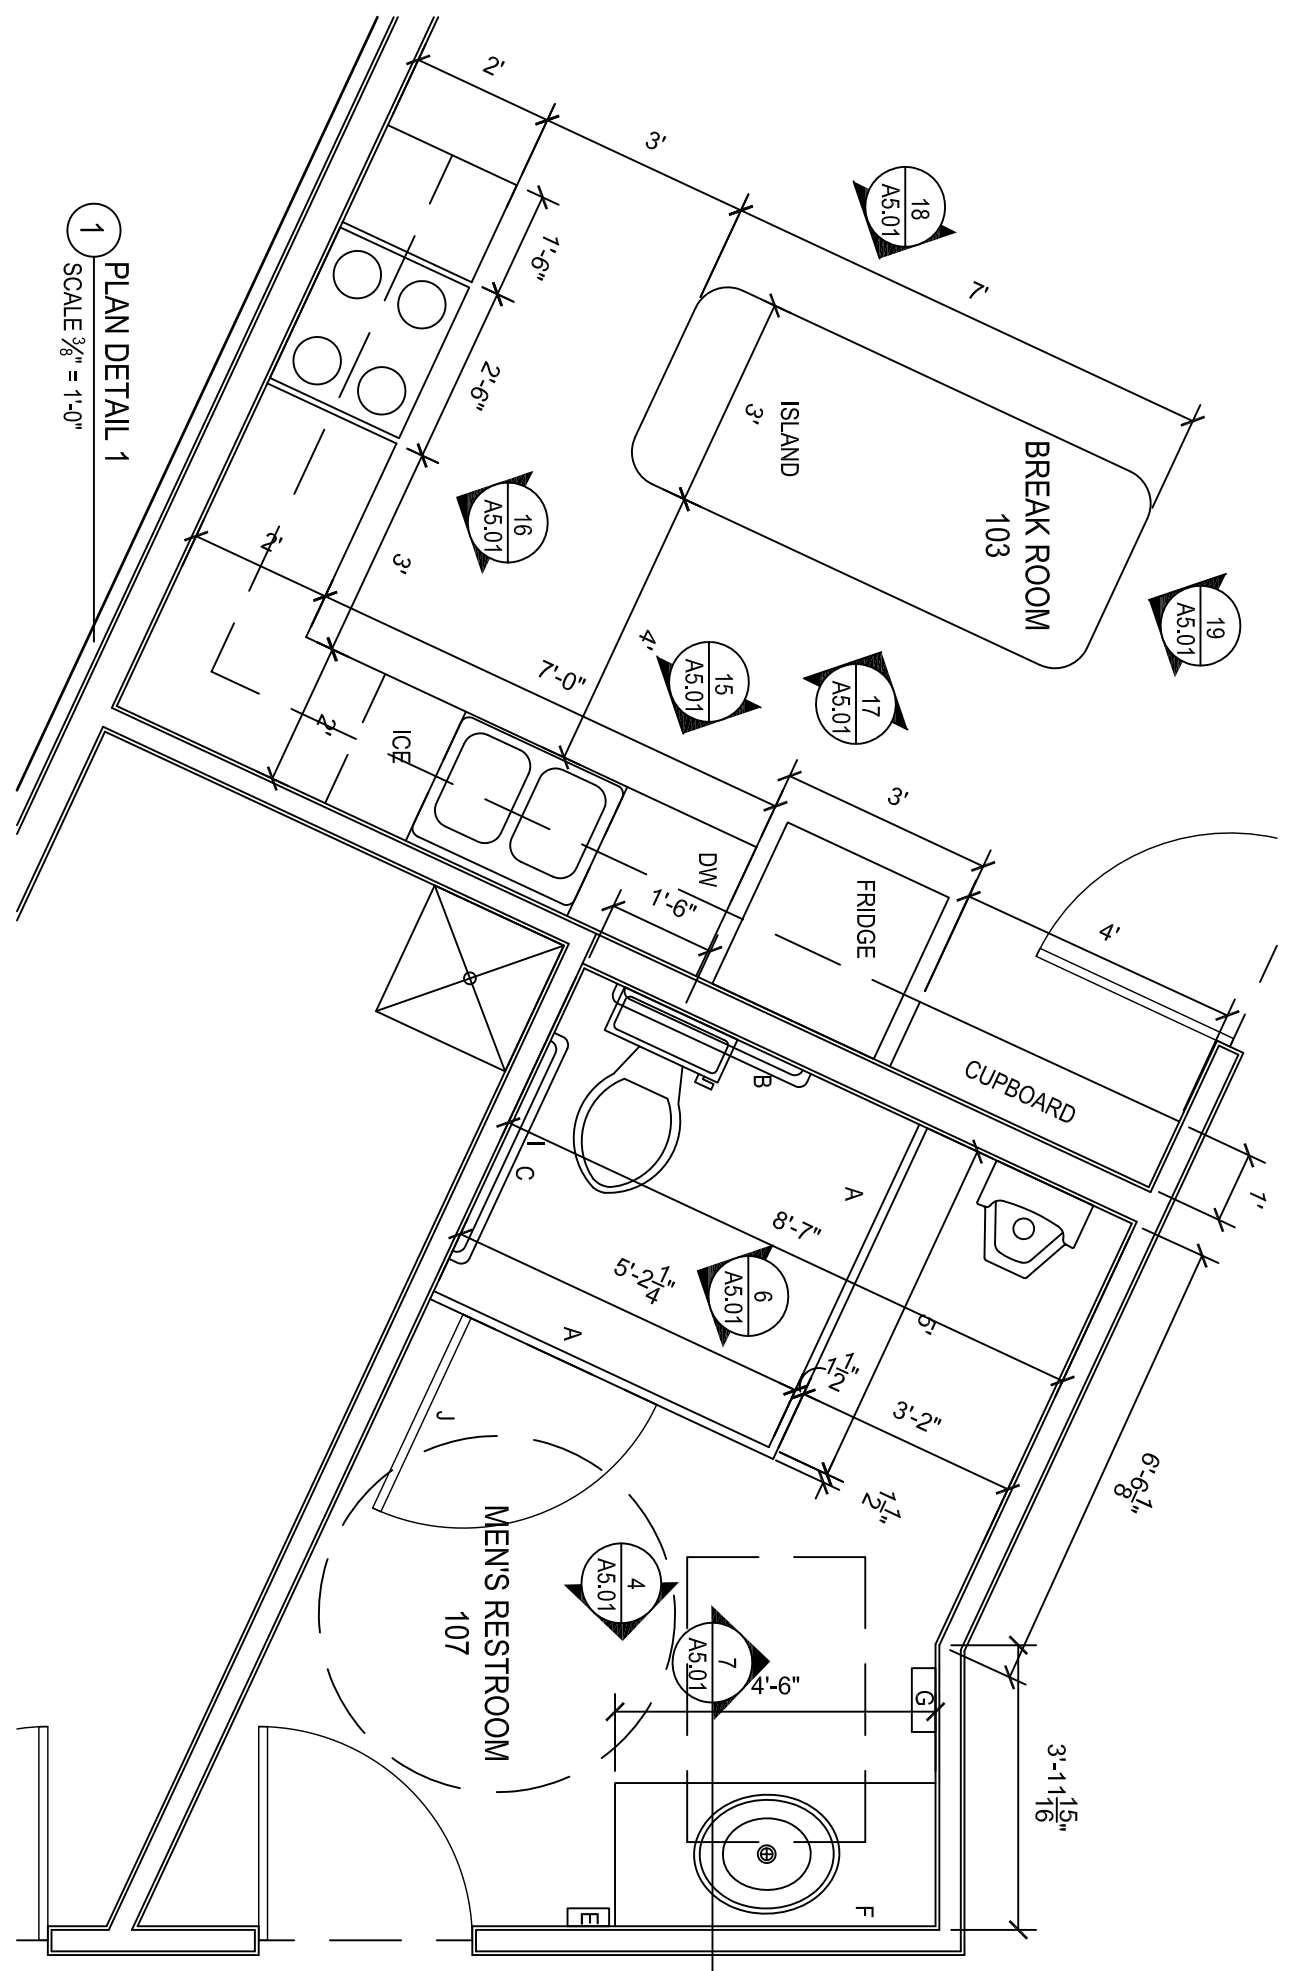 1
PLAN DETAIL 1
SCALE 3/8" = 1'-0"
BREAK ROOM
103
ISLAND
ICE
DW
FRIDGE
CUPBOARD
MEN'S RESTROOM
107
18
A5.01
19
A5.01
16
A5.01
15
A5.01
17
A5.01
6
A5.01
4
A5.01
7
A5.01
2'
3'
7'
1'-6"
2'-6"
3'
3'
2'
4'
7'-0"
2'
3'
4'
1'-6"
1'
8'-7"
5'-2 1/4"
5'
1 1/2"
3'-2"
1 1/2"
6'-6 1/8"
4'-6"
3'-11 15/16"
A
A
B
I
C
J
G
F
E